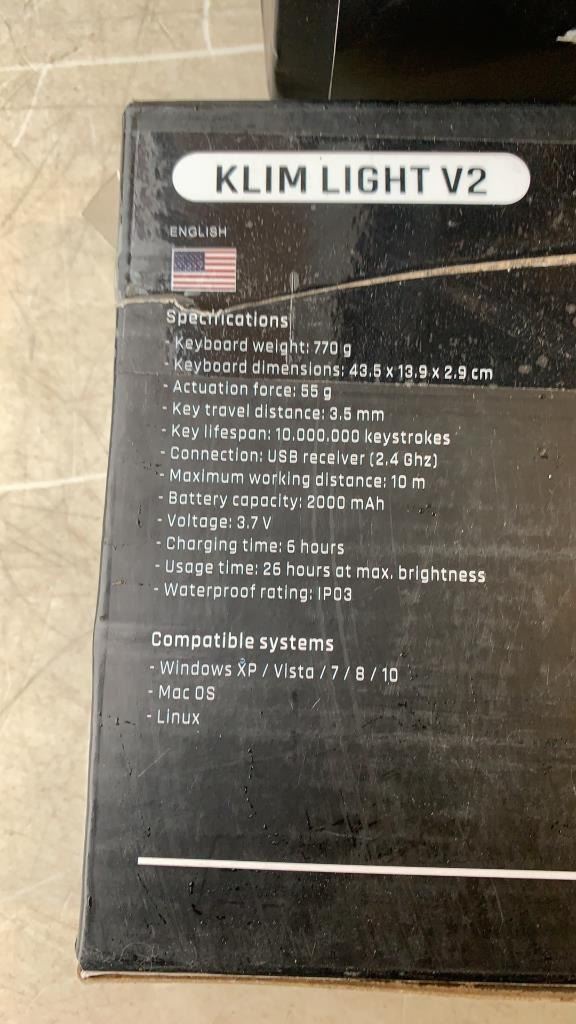 KLIM LIGHT V2
ENGLISH
Specifications
- Keyboard weight: 770 g
- Keyboard dimensions: 43.5 x 13.9 x 2.9 cm
- Actuation force: 55 g
- Key travel distance: 3.5 mm
- Key lifespan: 10.000.000 keystrokes
- Connection: USB receiver (2.4 Ghz)
- Maximum working distance: 10 m
- Battery capacity: 2000 mAh
- Voltage: 3.7 V
- Charging time: 6 hours
- Usage time: 26 hours at max. brightness
- Waterproof rating: IP03
Compatible systems
- Windows XP / Vista / 7 / 8 / 10
- Mac OS
- Linux